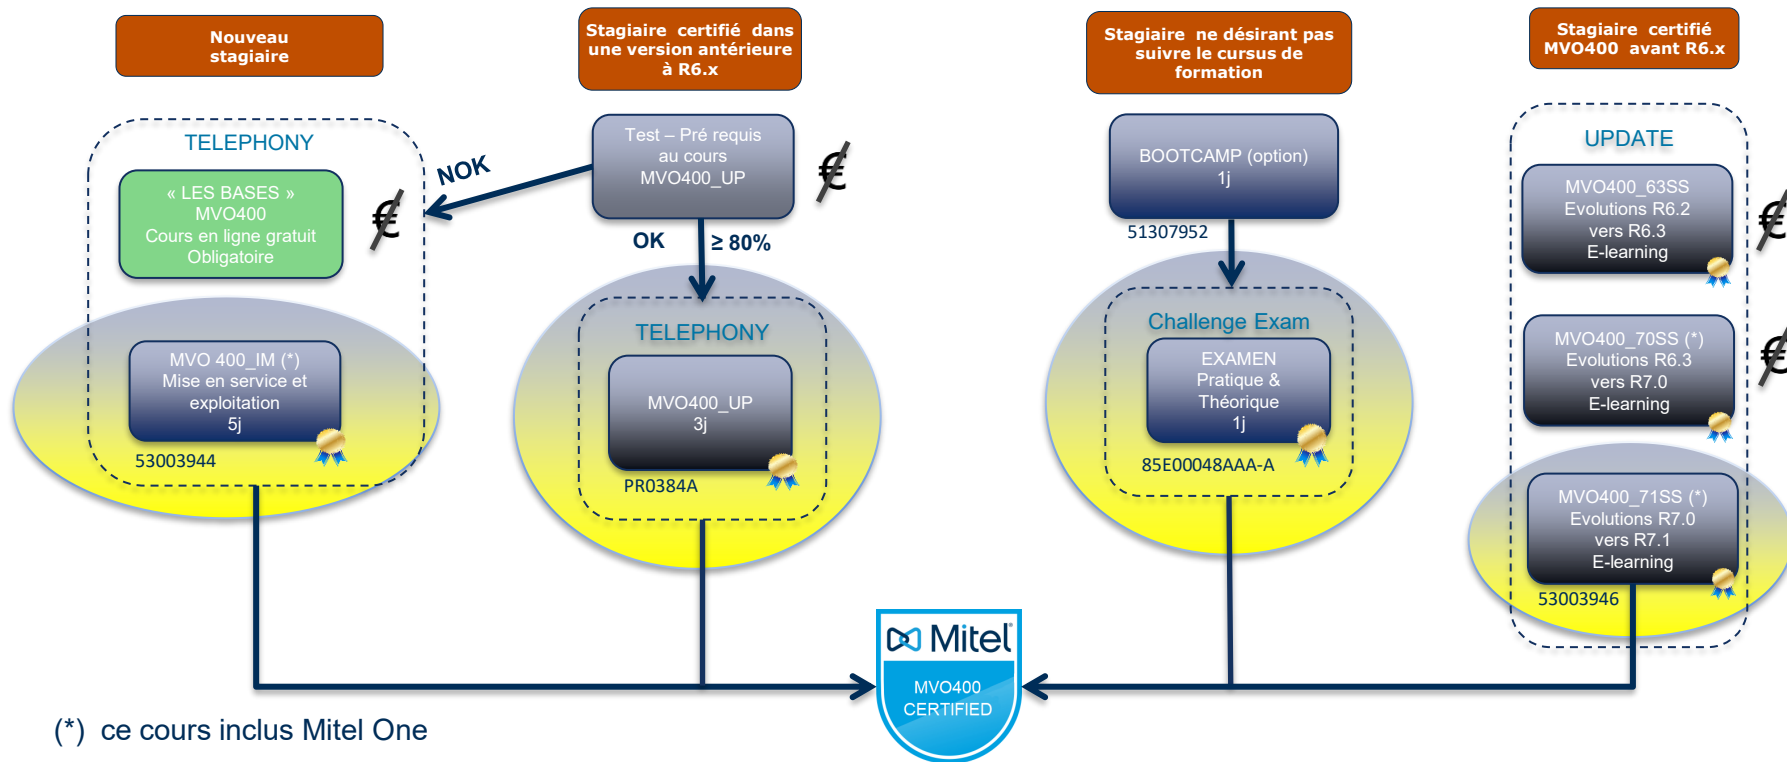 Nouveau
stagiaire
TELEPHONY
« LES BASES »
MVO400
Cours en ligne gratuit
Obligatoire
€
MVO 400_IM (*)
Mise en service et
exploitation
5j
53003944
Stagiaire certifié dans
une version antérieure
à R6.x
Test – Pré requis
au cours
MVO400_UP
€
NOK
OK
≥ 80%
TELEPHONY
MVO400_UP
3j
PR0384A
Stagiaire ne désirant pas
suivre le cursus de
formation
BOOTCAMP (option)
1j
51307952
Challenge Exam
EXAMEN
Pratique &
Théorique
1j
85E00048AAA-A
Stagiaire certifié
MVO400 avant R6.x
UPDATE
MVO400_63SS
Evolutions R6.2
vers R6.3
E-learning
€
MVO400_70SS (*)
Evolutions R6.3
vers R7.0
E-learning
€
MVO400_71SS (*)
Evolutions R7.0
vers R7.1
E-learning
53003946
Mitel
MVO400
CERTIFIED
(*) ce cours inclus Mitel One